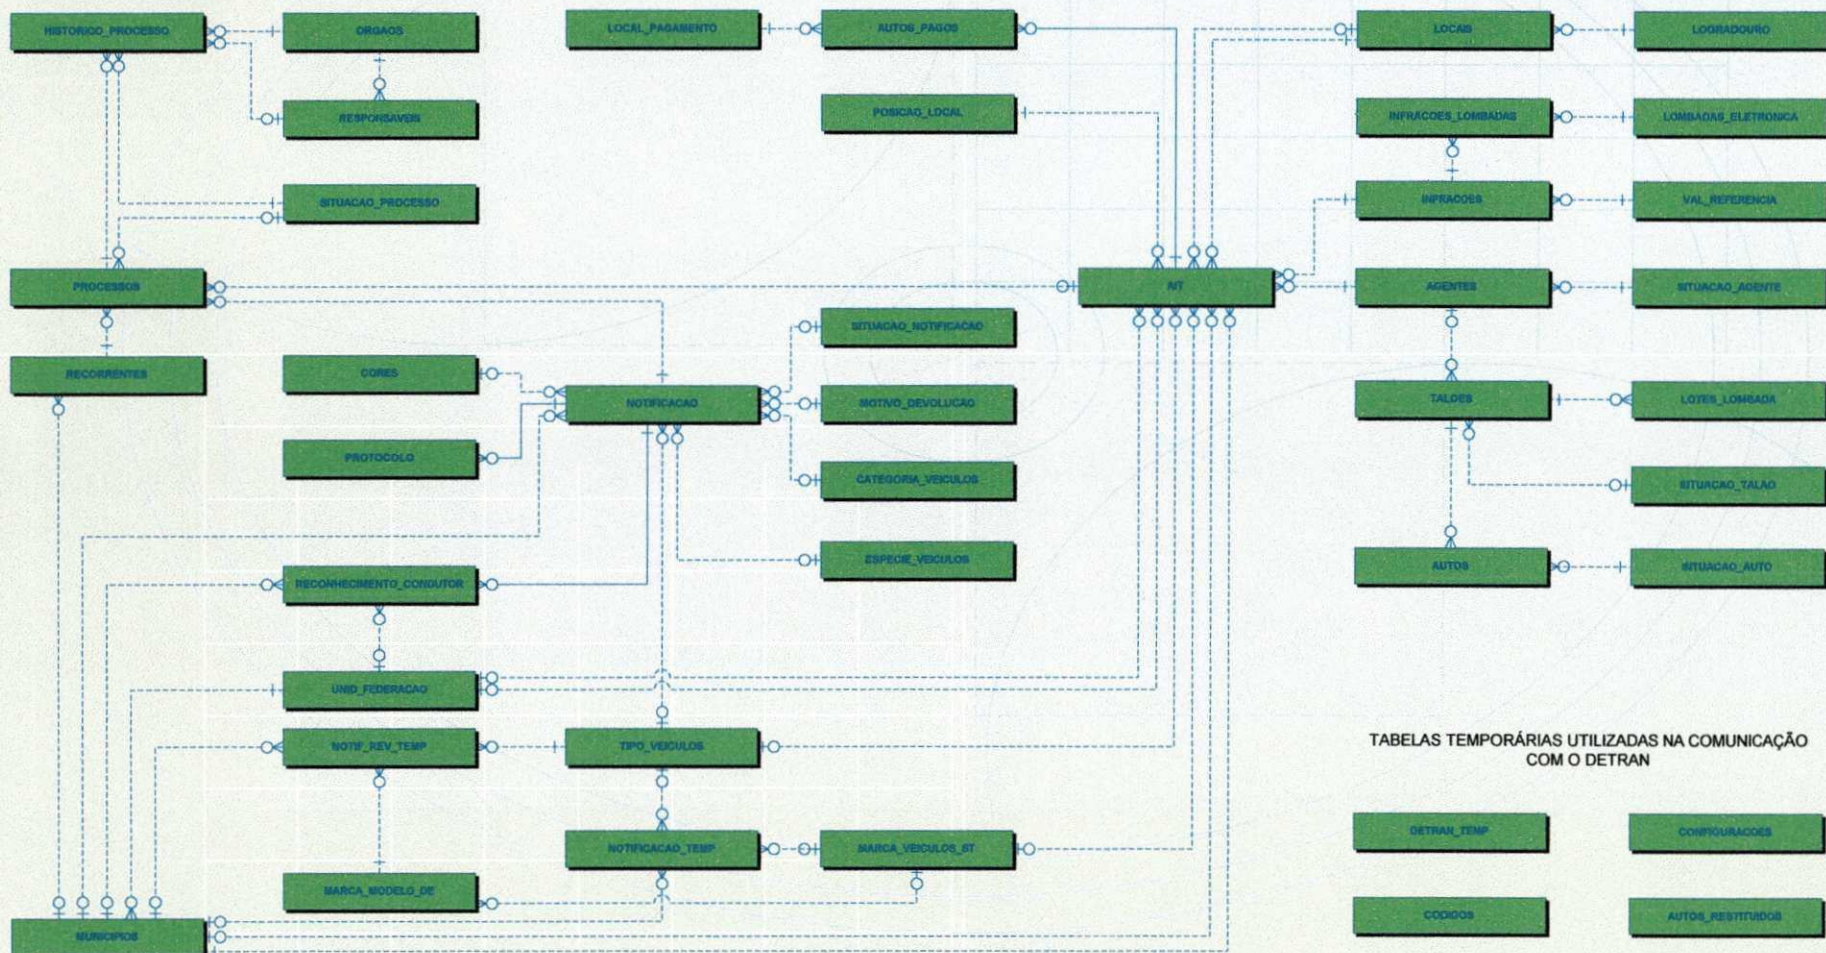 HISTORICO_PROCESSO
ORGAOS
LOCAL_PAGAMENTO
AUTOS_PAGOS
LOCAIS
LOGRADOURO
RESPONSAVEIS
POSICAO_LOCAL
INFRACOES_LOMBADAS
LOMBADAS_ELETRONICA
SITUACAO_PROCESSO
INFRACOES
VAL_REFERENCIA
PROCESSOS
AIT
AGENTES
SITUACAO_AGENTE
SITUACAO_NOTIFICACAO
RECORRENTES
CORES
NOTIFICACAO
MOTIVO_DEVOLUCAO
TALOES
LOTES_LOMBADA
PROTOCOLO
CATEGORIA_VEICULOS
SITUACAO_TALAO
ESPECIE_VEICULOS
RECONHECIMENTO_CONDUTOR
AUTOS
SITUACAO_AUTO
UNID_FEDERACAO
NOTIF_REV_TEMP
TIPO_VEICULOS
TABELAS TEMPORÁRIAS UTILIZADAS NA COMUNICAÇÃO
COM O DETRAN
DETRAN_TEMP
CONFIGURACOES
NOTIFICACAO_TEMP
MARCA_VEICULOS_ST
MARCA_MODELO_DE
CODIGOS
AUTOS_RESTITUIDOS
MUNICIPIOS